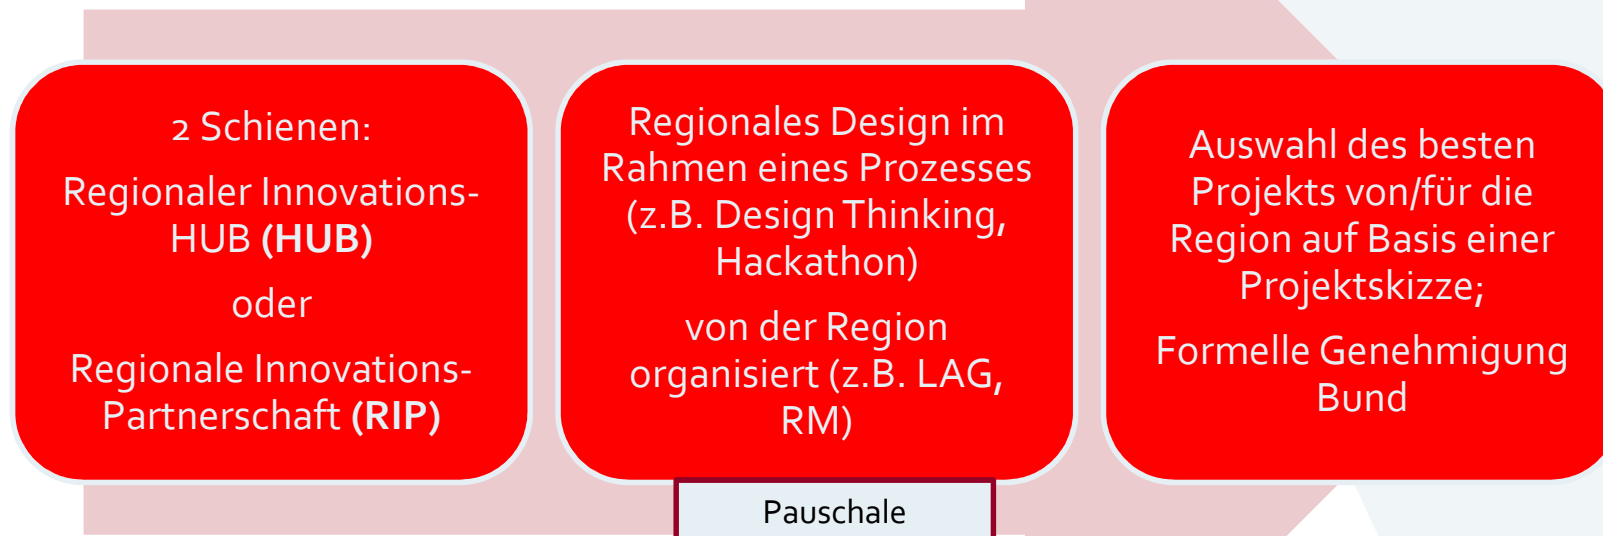 2 Schienen:
Regionaler Innovations-
HUB (HUB)
oder
Regionale Innovations-
Partnerschaft (RIP)
Regionales Design im
Rahmen eines Prozesses
(z.B. Design Thinking,
Hackathon)
von der Region
organisiert (z.B. LAG,
RM)
Pauschale
Auswahl des besten
Projekts von/für die
Region auf Basis einer
Projektskizze;
Formelle Genehmigung
Bund